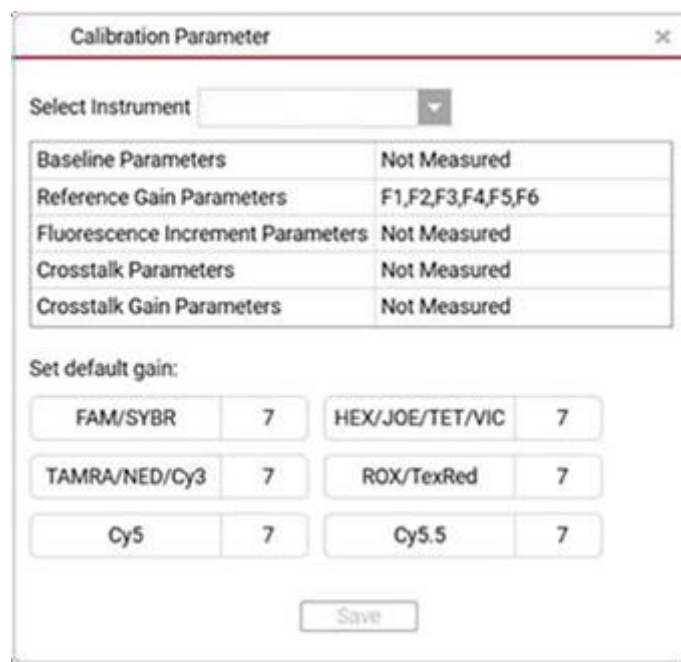 Calibration Parameter
Select Instrument
Baseline Parameters Not Measured
Reference Gain Parameters F1,F2,F3,F4,F5,F6
Fluorescence Increment Parameters Not Measured
Crosstalk Parameters Not Measured
Crosstalk Gain Parameters Not Measured
Set default gain:
FAM/SYBR 7 HEX/JOE/TET/VIC 7
TAMRA/NED/Cy3 7 ROX/TexRed 7
Cy5 7 Cy5.5 7
Save